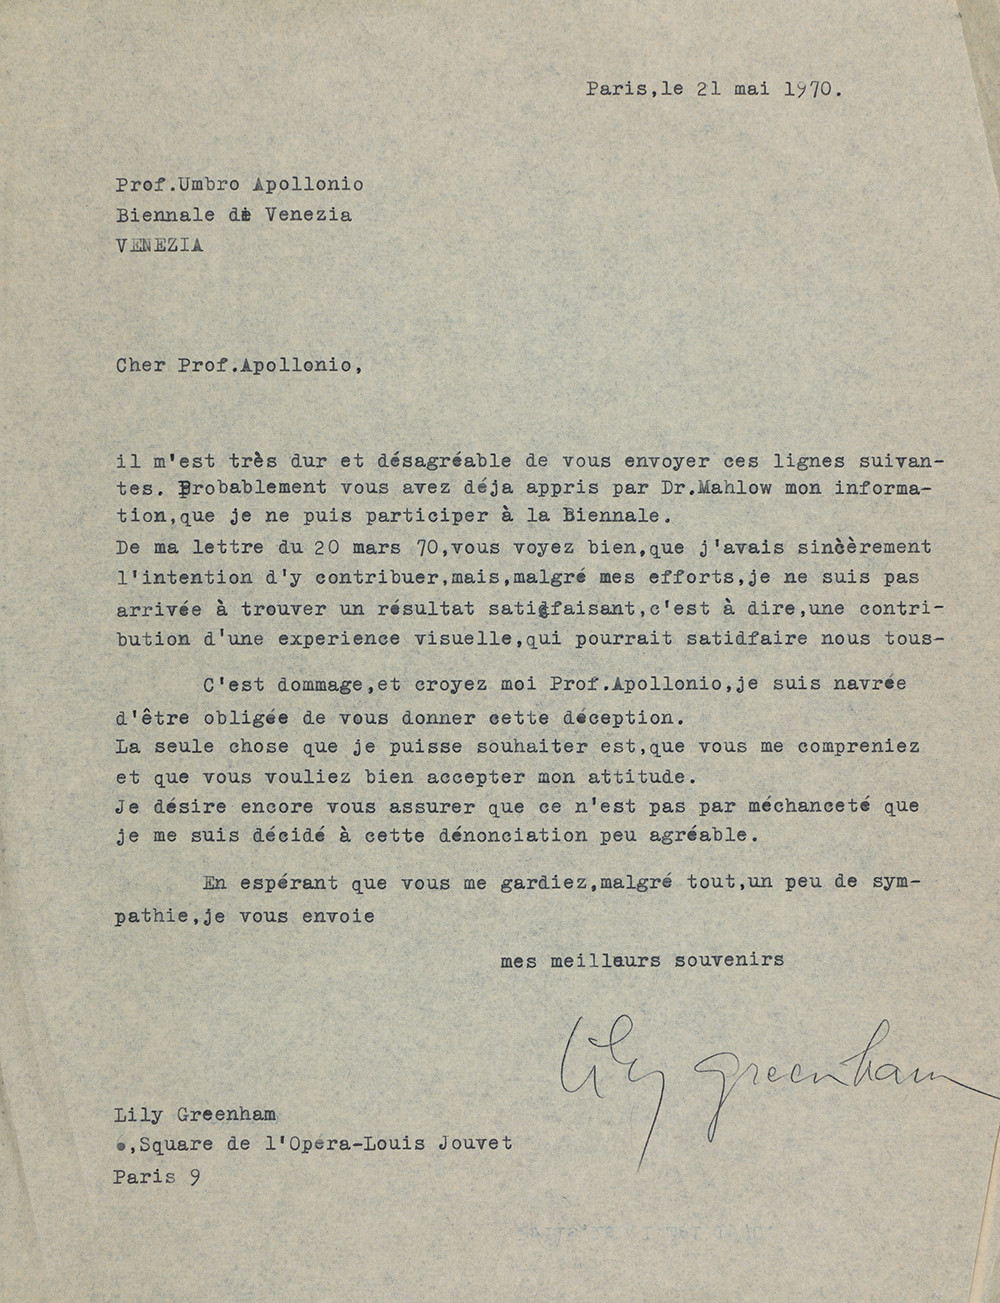 Paris,le 21 mai 1970.
Prof.Umbro Apollonio
Biennale di Venezia
VENEZIA
Cher Prof.Apollonio,
il m'est très dur et désagréable de vous envoyer ces lignes suivan-
tes. Probablement vous avez déja appris par Dr.Mahlow mon informa-
tion,que je ne puis participer à la Biennale.
De ma lettre du 20 mars 70,vous voyez bien,que j'avais sincèrement
l'intention d'y contribuer,mais,malgré mes efforts,je ne suis pas
arrivée à trouver un résultat satisfaisant,c'est à dire,une contri-
bution d'une experience visuelle,qui pourrait satidfaire nous tous-
C'est dommage,et croyez moi Prof.Apollonio,je suis navrée
d'être obligée de vous donner cette déception.
La seule chose que je puisse souhaiter est,que vous me compreniez
et que vous vouliez bien accepter mon attitude.
Je désire encore vous assurer que ce n'est pas par méchanceté que
je me suis décidé à cette dénonciation peu agréable.
En espérant que vous me gardiez,malgré tout,un peu de sym-
pathie,je vous envoie
mes meilleurs souvenirs
Lily Greenham
Lily Greenham
,Square de l'Opéra-Louis Jouvet
Paris 9